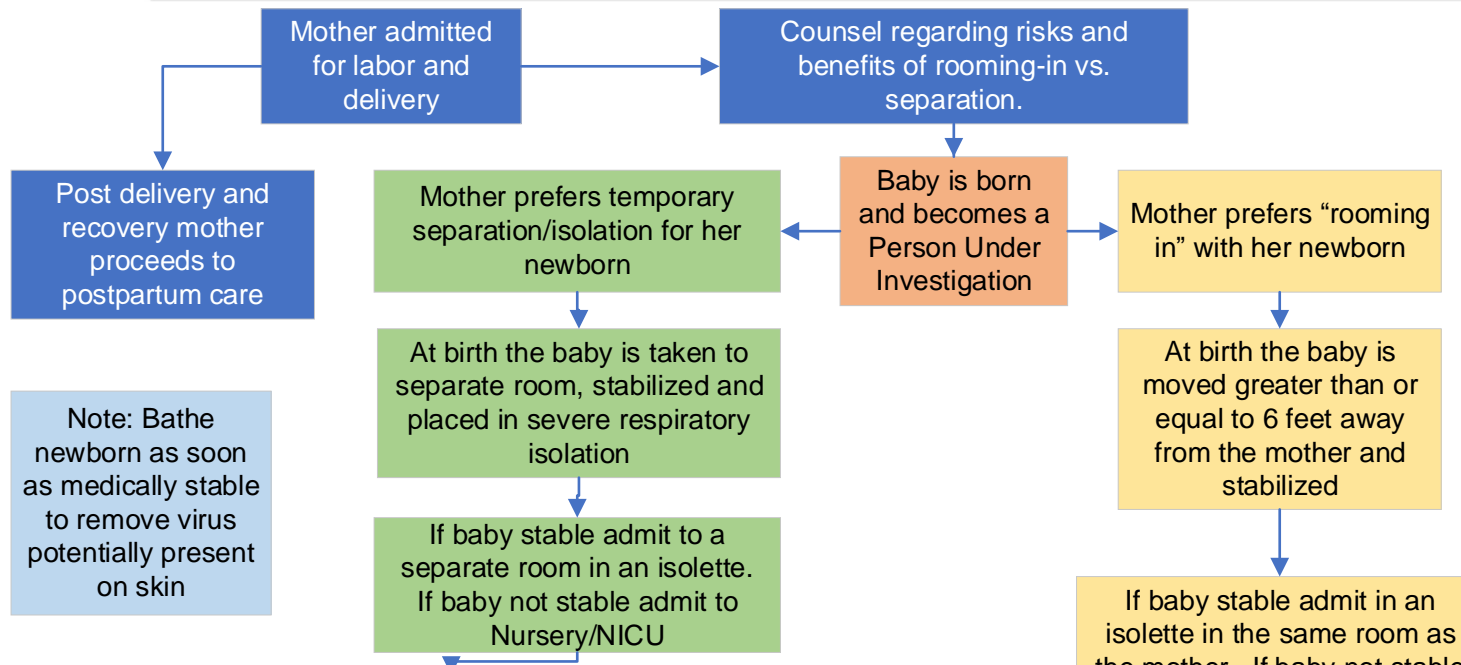 Mother admitted
for labor and
delivery
Counsel regarding risks and
benefits of rooming-in vs.
separation.
Post delivery and
recovery mother
proceeds to
postpartum care
Mother prefers temporary
separation/isolation for her
newborn
Baby is born
and becomes a
Person Under
Investigation
Mother prefers “rooming
in” with her newborn
At birth the baby is taken to
separate room, stabilized and
placed in severe respiratory
isolation
At birth the baby is
moved greater than or
equal to 6 feet away
from the mother and
stabilized
Note: Bathe
newborn as soon
as medically stable
to remove virus
potentially present
on skin
If baby stable admit to a
separate room in an isolette.
If baby not stable admit to
Nursery/NICU
If baby stable admit in an
isolette in the same room as
the mother. If baby not stable